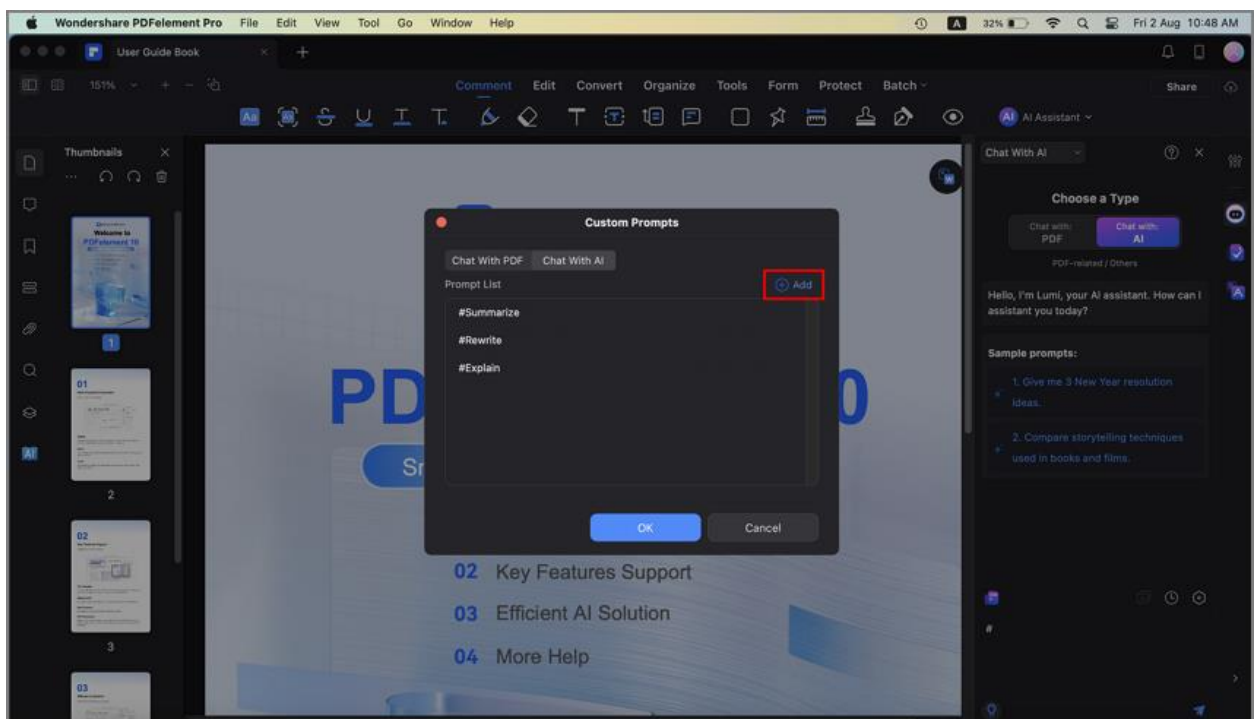 Wondershare PDFelement Pro File Edit View Tool Go Window Help A 32% Fri 2 Aug 10:48 AM
User Guide Book × +
151% + −
Comment Edit Convert Organize Tools Form Protect Batch
Share
Aa
T
AI Assistant
Thumbnails ×
Chat With AI
Choose a Type
Chat with: PDF
Chat with: AI
PDF-related / Others
Hello, I'm Lumi, your AI assistant. How can I
assistant you today?
Sample prompts:
1. Give me 3 New Year resolution
ideas.
2. Compare storytelling techniques
used in books and films.
#
Custom Prompts
Chat With PDF Chat With AI
Prompt List
Add
#Summarize
#Rewrite
#Explain
OK Cancel
PD
0
02 Key Features Support
03 Efficient AI Solution
04 More Help
Welcome to
PDFelement 10
1
01
2
02
3
03
AI